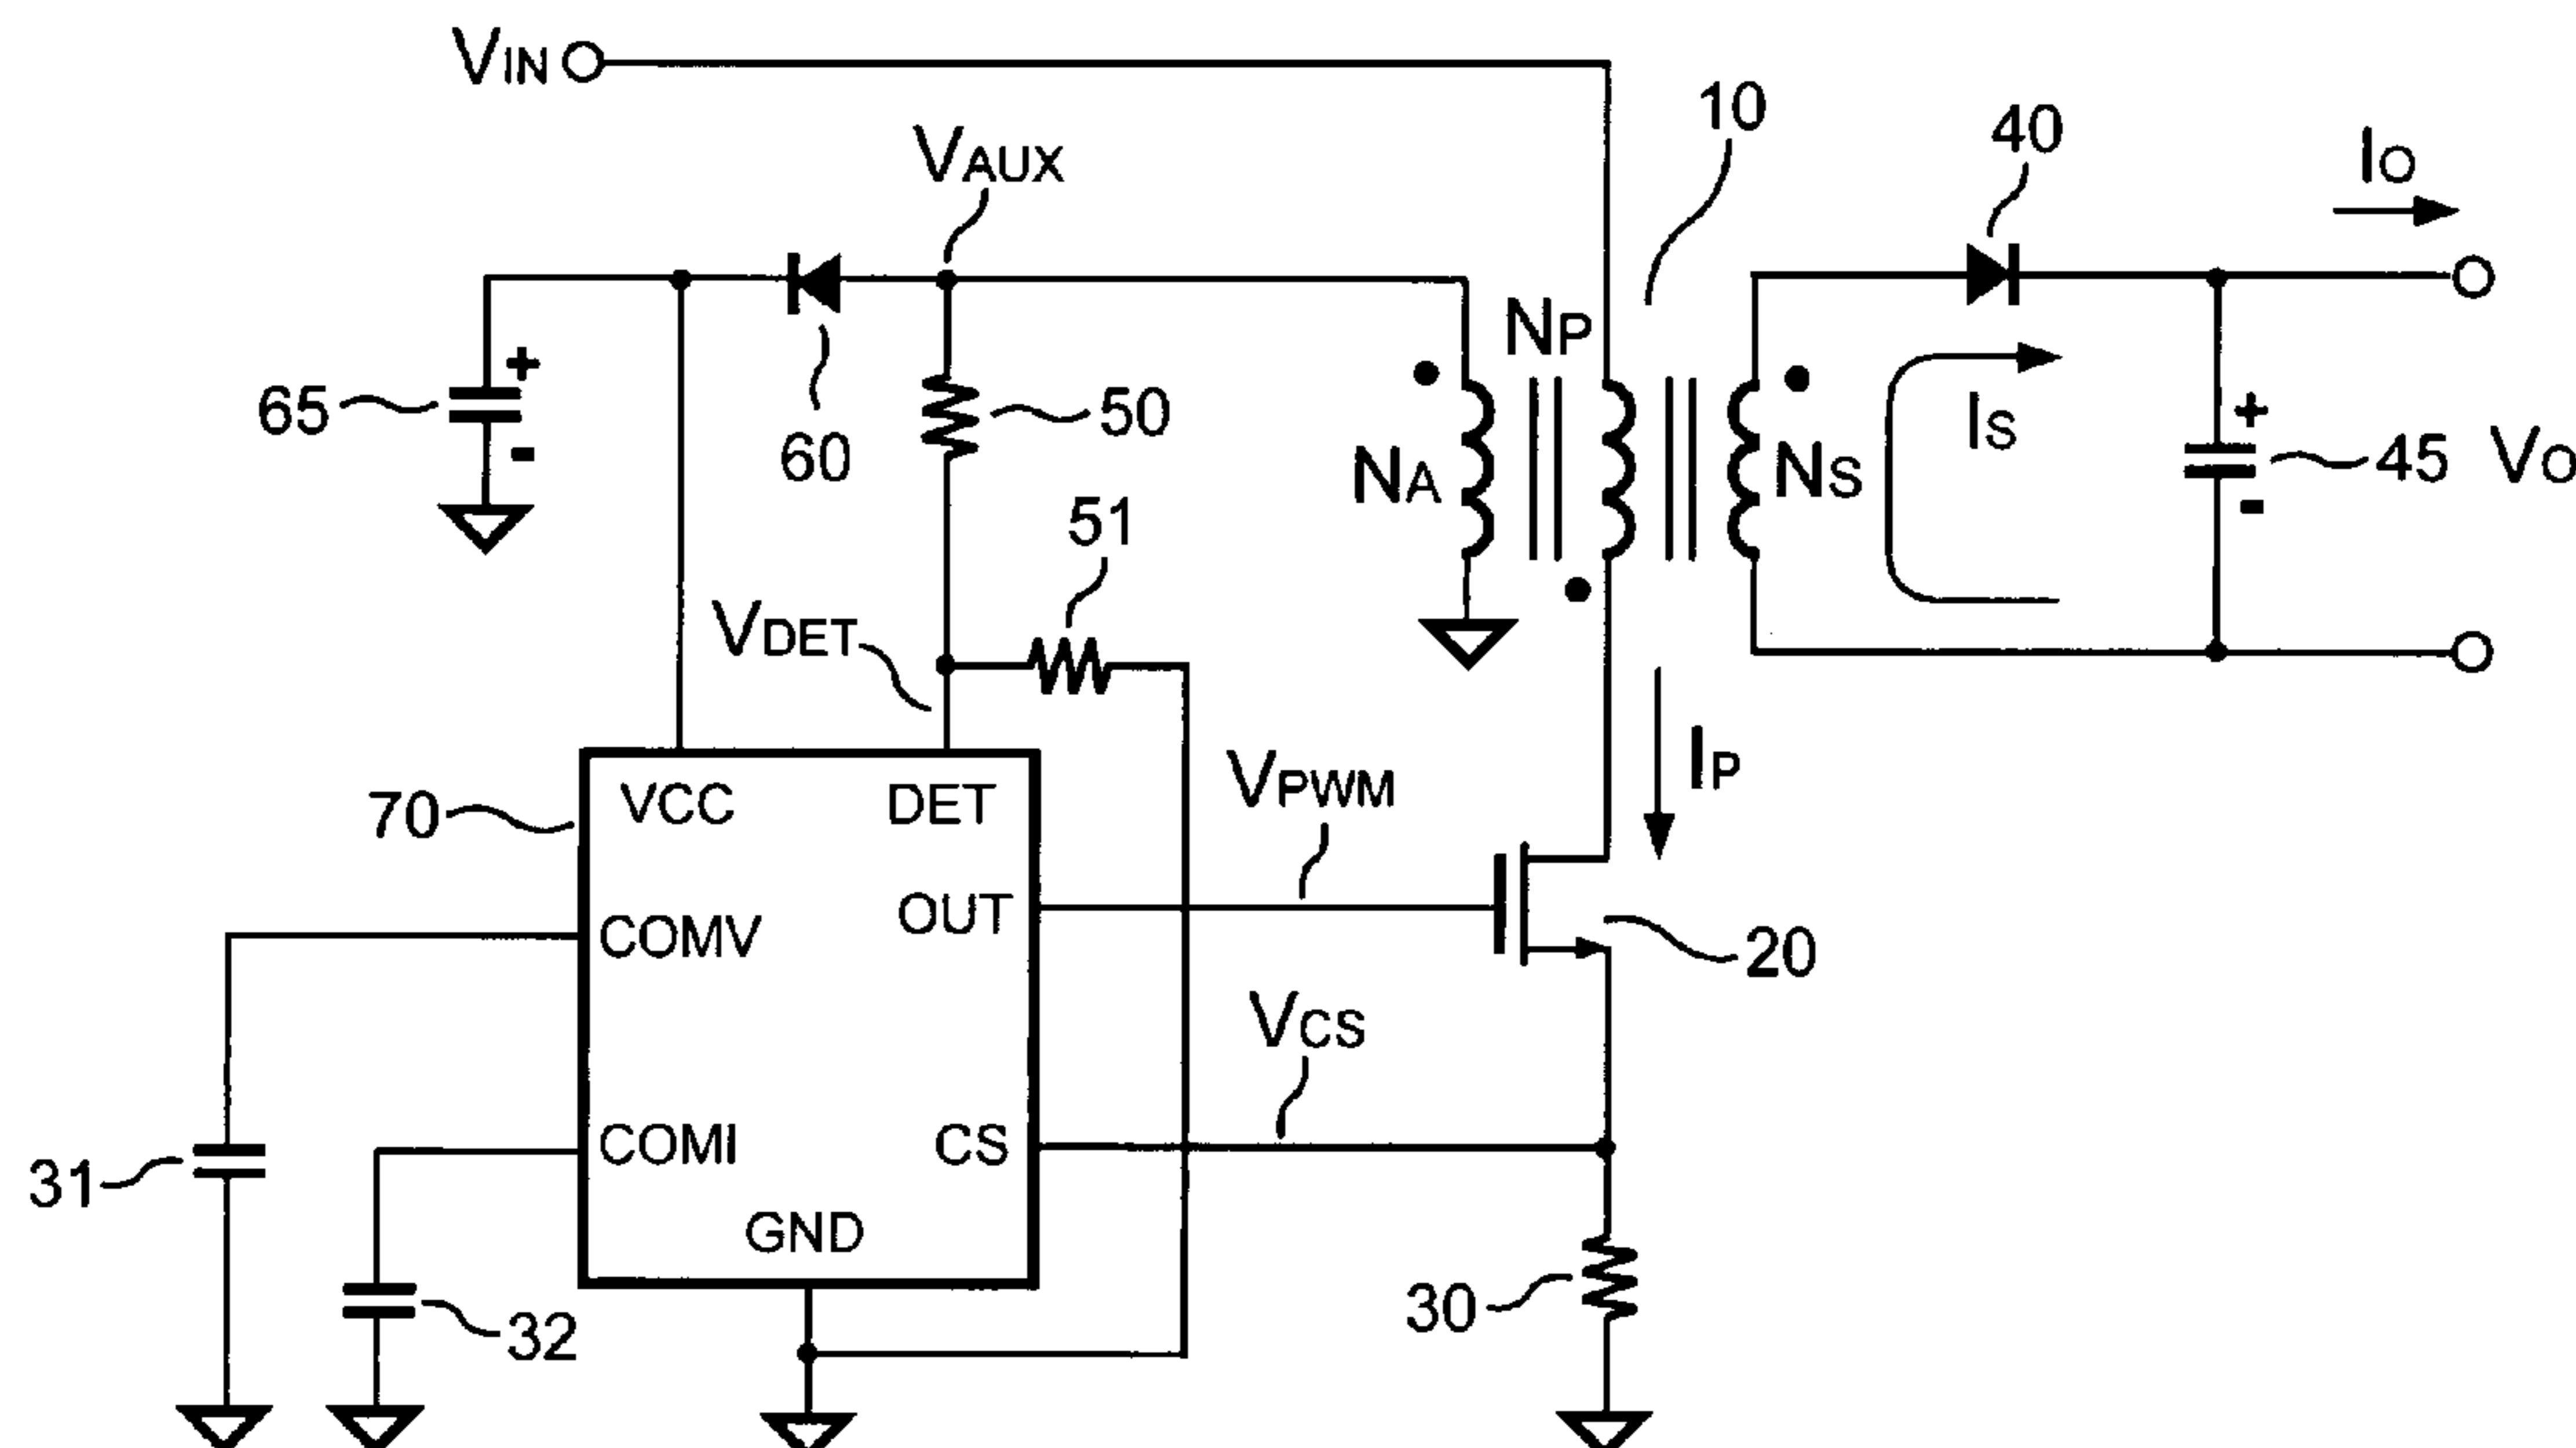 VIN
10
VAUX
40
IO
NP
65
+
-
60
50
NA
NS
IS
+
-
45
VO
51
VDET
IP
70
VCC
DET
VPWM
COMV
OUT
20
VCS
COMI
CS
31
GND
32
30